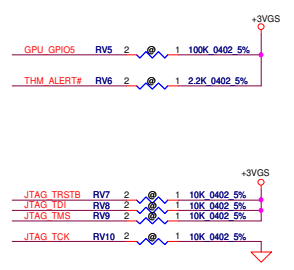 +3VGS
GPU_GPIO5 RV5 2 @ 1 100K_0402_5%
THM_ALERT# RV6 2 @ 1 2.2K_0402_5%
+3VGS
JTAG_TRSTB RV7 2 @ 1 10K_0402_5%
JTAG_TDI RV8 2 @ 1 10K_0402_5%
JTAG_TMS RV9 2 @ 1 10K_0402_5%
JTAG_TCK RV10 2 @ 1 10K_0402_5%